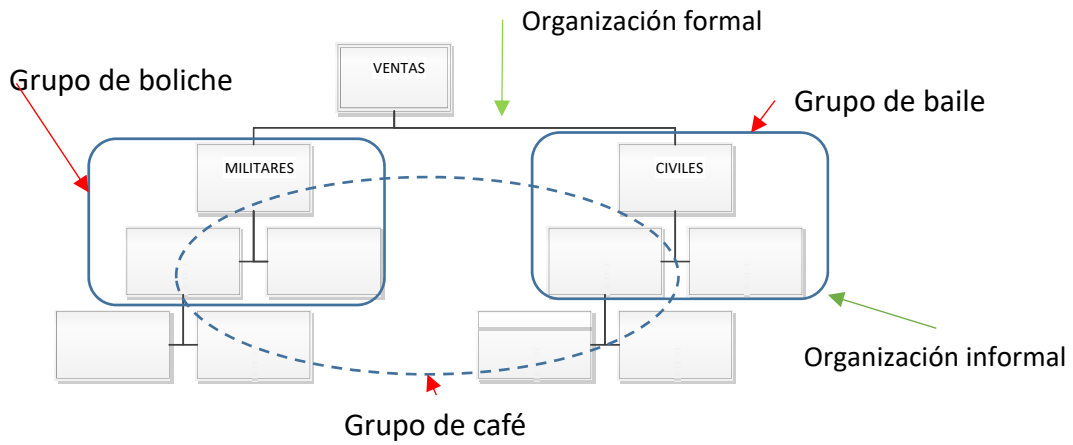 Organización formal
VENTAS
Grupo de boliche
Grupo de baile
MILITARES
CIVILES
Organización informal
Grupo de café